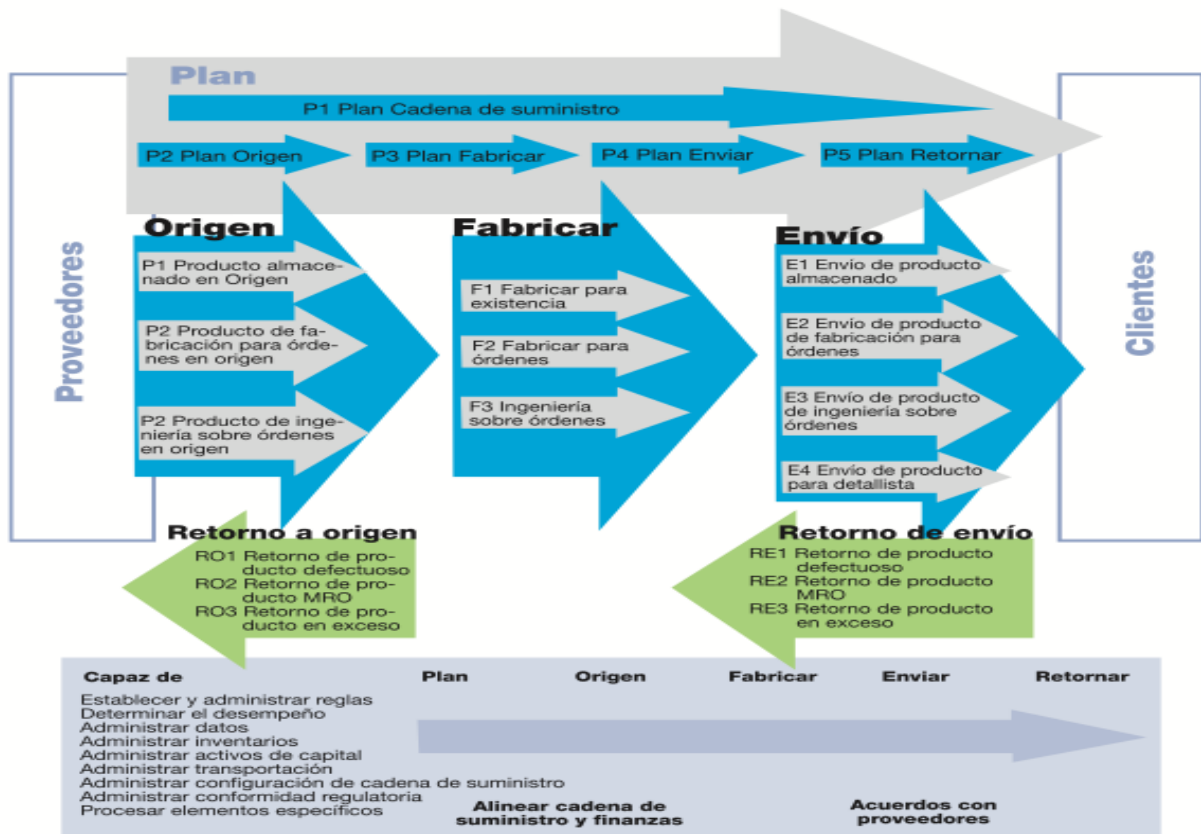 Plan
P1 Plan Cadena de suministro
P2 Plan Origen
P3 Plan Fabricar
P4 Plan Enviar
P5 Plan Retornar
Proveedores
Origen
P1 Producto almace-
nado en Origen
P2 Producto de fa-
bricación para órde-
nes en origen
P2 Producto de inge-
niería sobre órdenes
en origen
Fabricar
F1 Fabricar para
existencia
F2 Fabricar para
órdenes
F3 Ingeniería
sobre órdenes
Envío
E1 Envío de producto
almacenado
E2 Envío de producto
de fabricación para
órdenes
E3 Envío de producto
de ingeniería sobre
órdenes
E4 Envío de producto
para detallista
Clientes
Retorno a origen
RO1 Retorno de pro-
ducto defectuoso
RO2 Retorno de pro-
ducto MRO
RO3 Retorno de pro-
ducto en exceso
Retorno de envío
RE1 Retorno de producto
defectuoso
RE2 Retorno de producto
MRO
RE3 Retorno de producto
en exceso
Capaz de
Plan
Origen
Fabricar
Enviar
Retornar
Establecer y administrar reglas
Determinar el desempeño
Administrar datos
Administrar inventarios
Administrar activos de capital
Administrar transportación
Administrar configuración de cadena de suministro
Administrar conformidad regulatoria
Procesar elementos específicos
Alinear cadena de
suministro y finanzas
Acuerdos con
proveedores